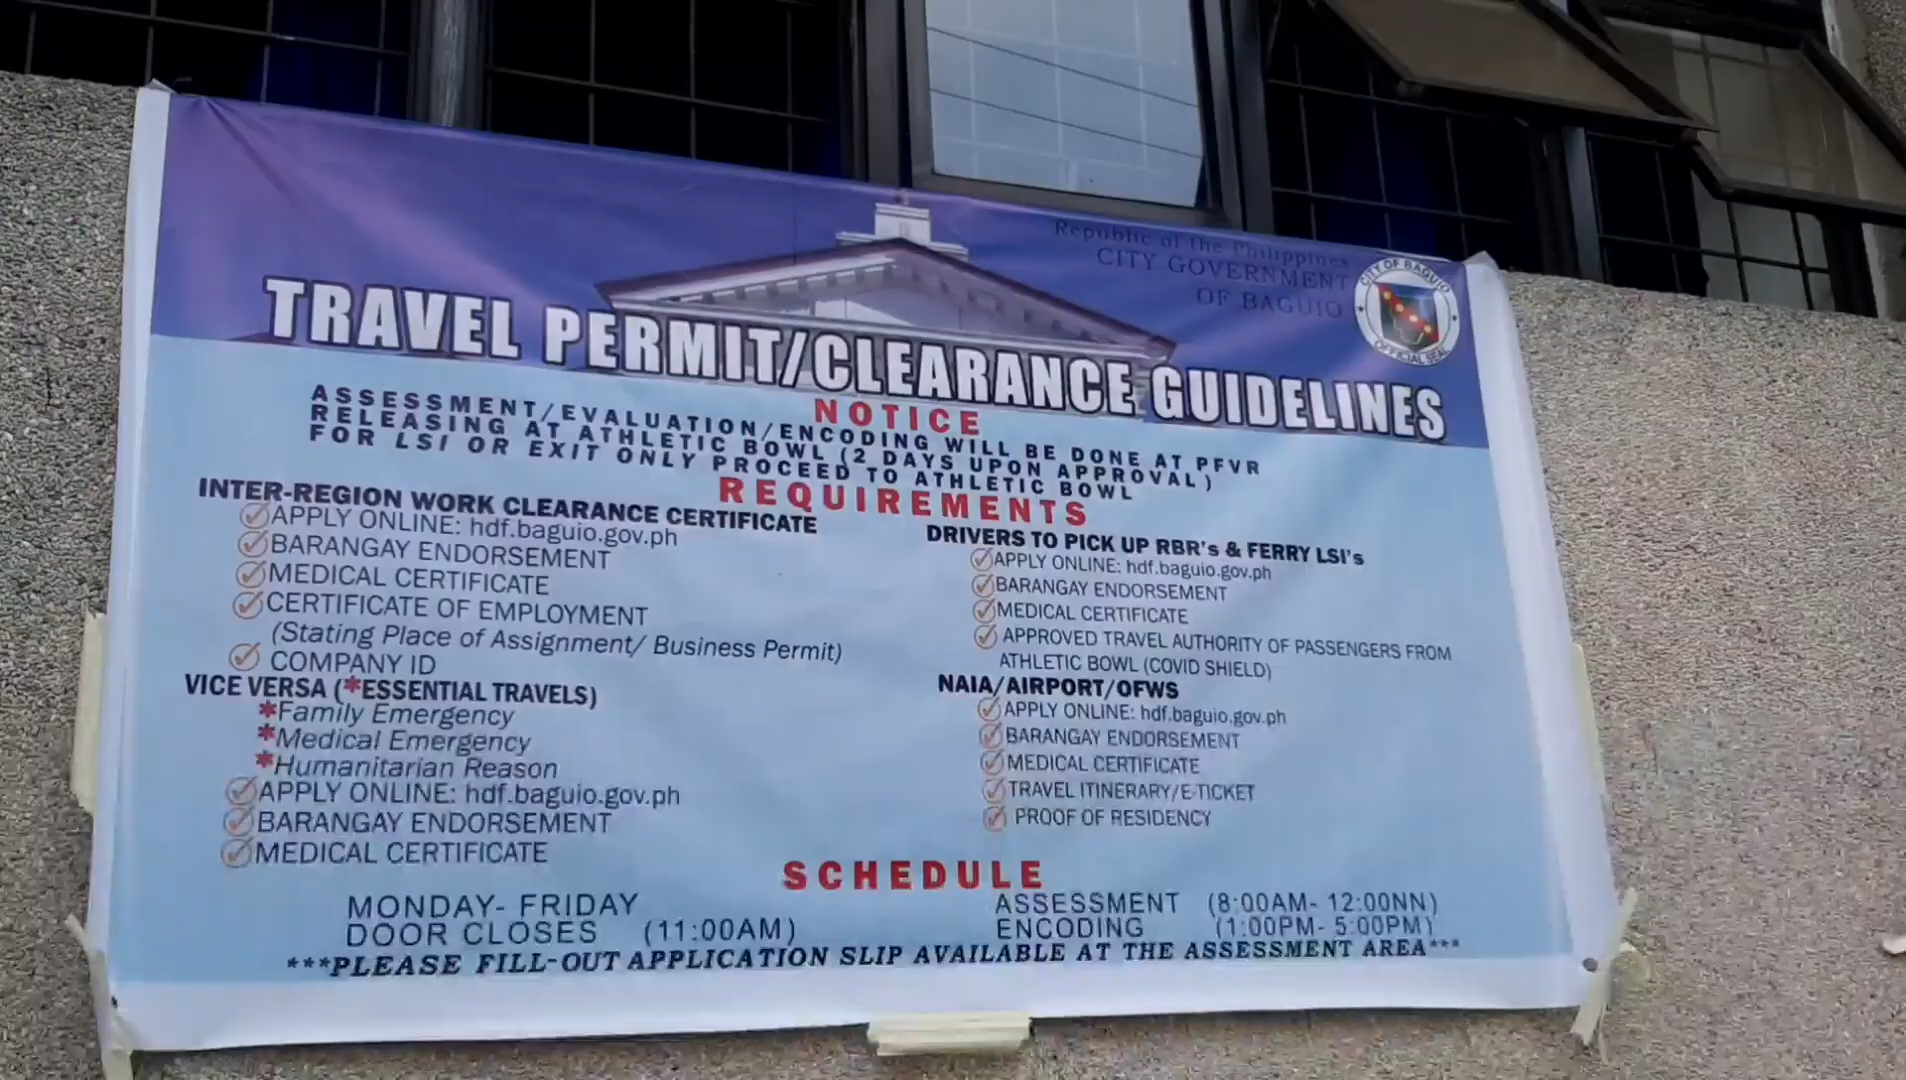 Republic of the Philippines
CITY GOVERNMENT
OF BAGUIO
CITY OF BAGUIO
OFFICIAL SEAL
TRAVEL PERMIT/CLEARANCE GUIDELINES
NOTICE
ASSESSMENT/EVALUATION/ENCODING WILL BE DONE AT PFVR
RELEASING AT ATHLETIC BOWL (2 DAYS UPON APPROVAL)
FOR LSI OR EXIT ONLY PROCEED TO ATHLETIC BOWL
REQUIREMENTS
INTER-REGION WORK CLEARANCE CERTIFICATE
APPLY ONLINE: hdf.baguio.gov.ph
BARANGAY ENDORSEMENT
MEDICAL CERTIFICATE
CERTIFICATE OF EMPLOYMENT
(Stating Place of Assignment/ Business Permit)
COMPANY ID
VICE VERSA (*ESSENTIAL TRAVELS)
*Family Emergency
*Medical Emergency
*Humanitarian Reason
APPLY ONLINE: hdf.baguio.gov.ph
BARANGAY ENDORSEMENT
MEDICAL CERTIFICATE
DRIVERS TO PICK UP RBR's & FERRY LSI's
APPLY ONLINE: hdf.baguio.gov.ph
BARANGAY ENDORSEMENT
MEDICAL CERTIFICATE
APPROVED TRAVEL AUTHORITY OF PASSENGERS FROM
ATHLETIC BOWL (COVID SHIELD)
NAIA/AIRPORT/OFWS
APPLY ONLINE: hdf.baguio.gov.ph
BARANGAY ENDORSEMENT
MEDICAL CERTIFICATE
TRAVEL ITINERARY/E-TICKET
PROOF OF RESIDENCY
SCHEDULE
MONDAY- FRIDAY
DOOR CLOSES (11:00AM)
ASSESSMENT (8:00AM- 12:00NN)
ENCODING (1:00PM- 5:00PM)
***PLEASE FILL-OUT APPLICATION SLIP AVAILABLE AT THE ASSESSMENT AREA***